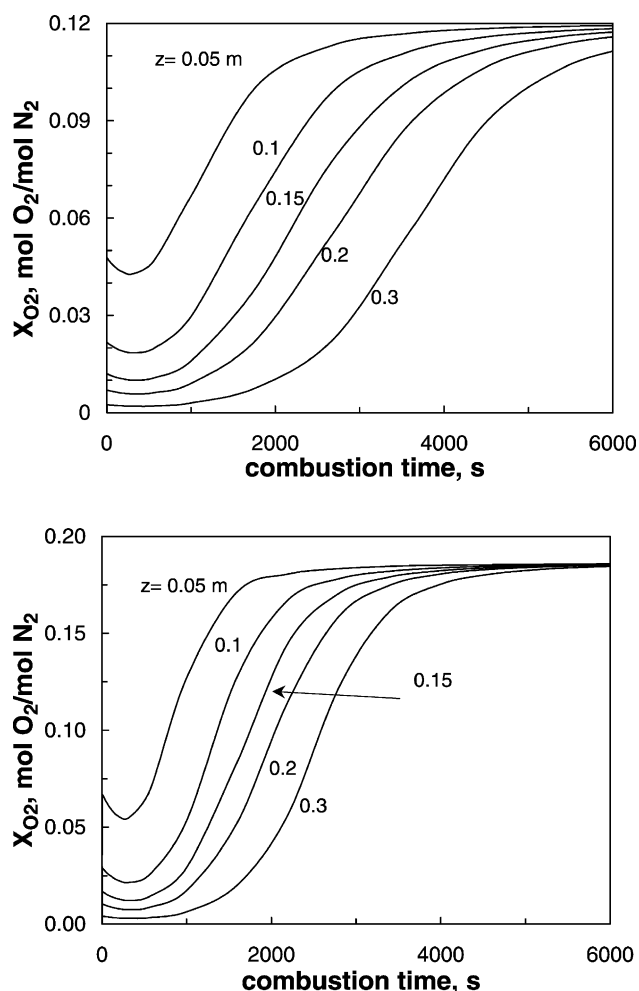 0.12
z= 0.05 m
0.09
0.1
0.15
0.06
0.2
0.3
0.03
0
X_O2, mol O2/mol N2
0 2000 4000 6000
combustion time, s
0.20
z= 0.05 m
0.15
0.1
0.15
0.10
0.2
0.3
0.05
0.00
X_O2, mol O2/mol N2
0 2000 4000 6000
combustion time, s